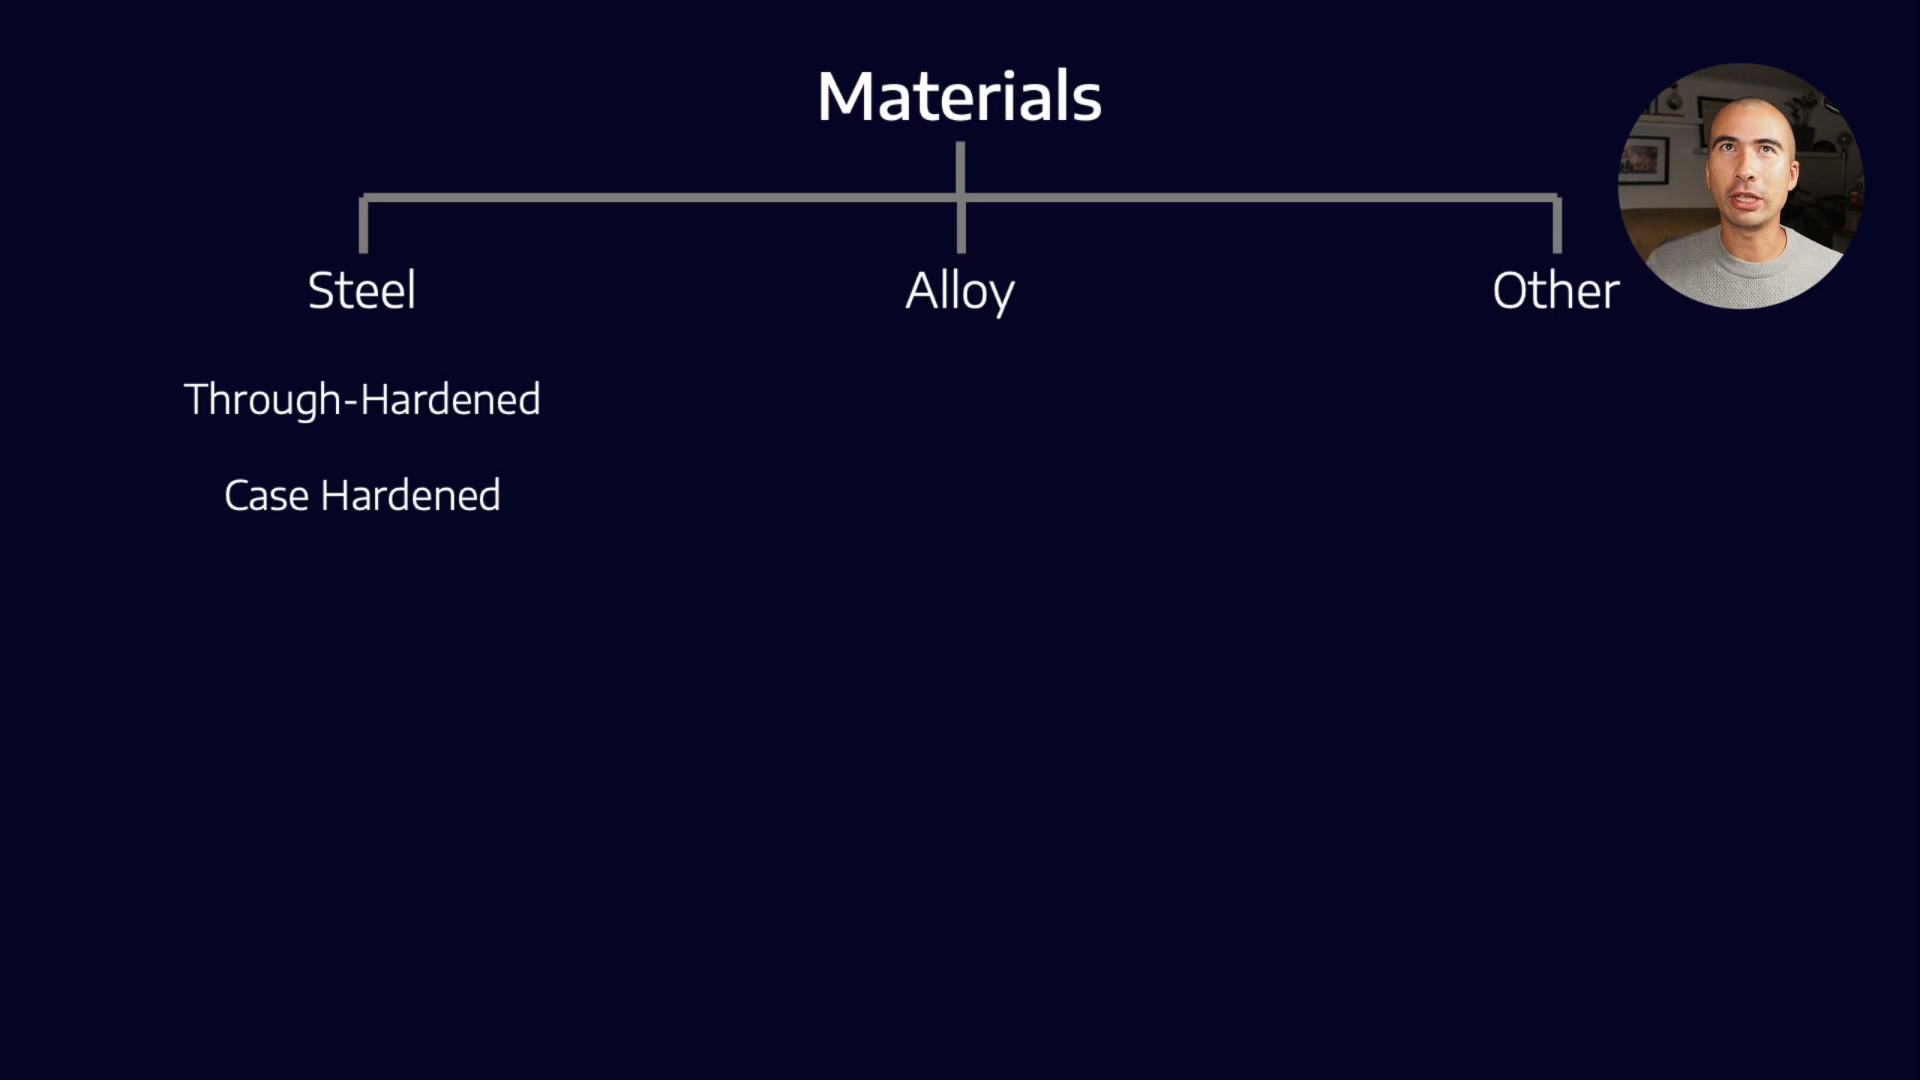 Materials
Steel
Alloy
Other
Through-Hardened
Case Hardened